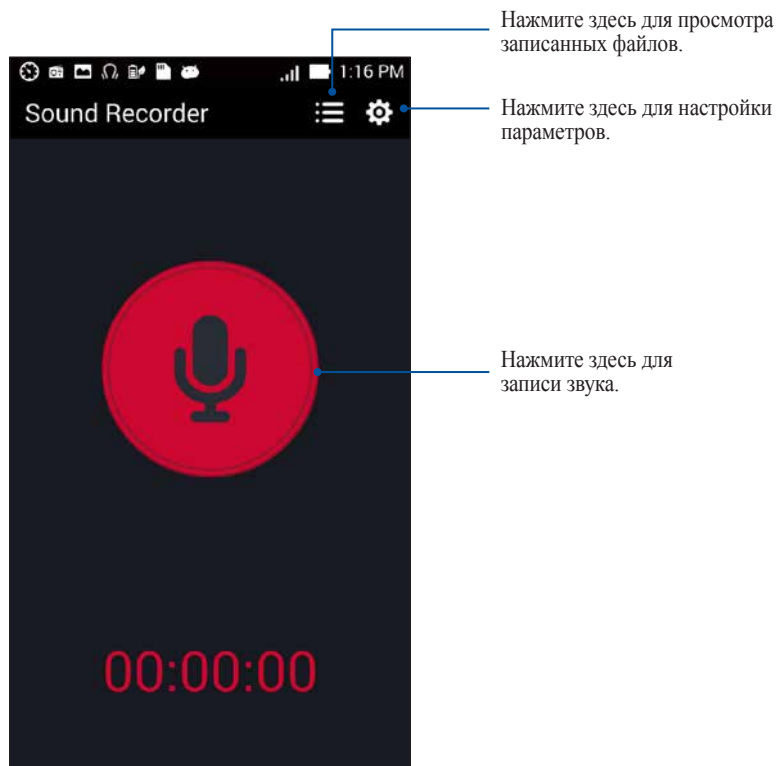 Нажмите здесь для просмотра
записанных файлов.
1:16 PM
Sound Recorder
Нажмите здесь для настройки
параметров.
Нажмите здесь для
записи звука.
00:00:00